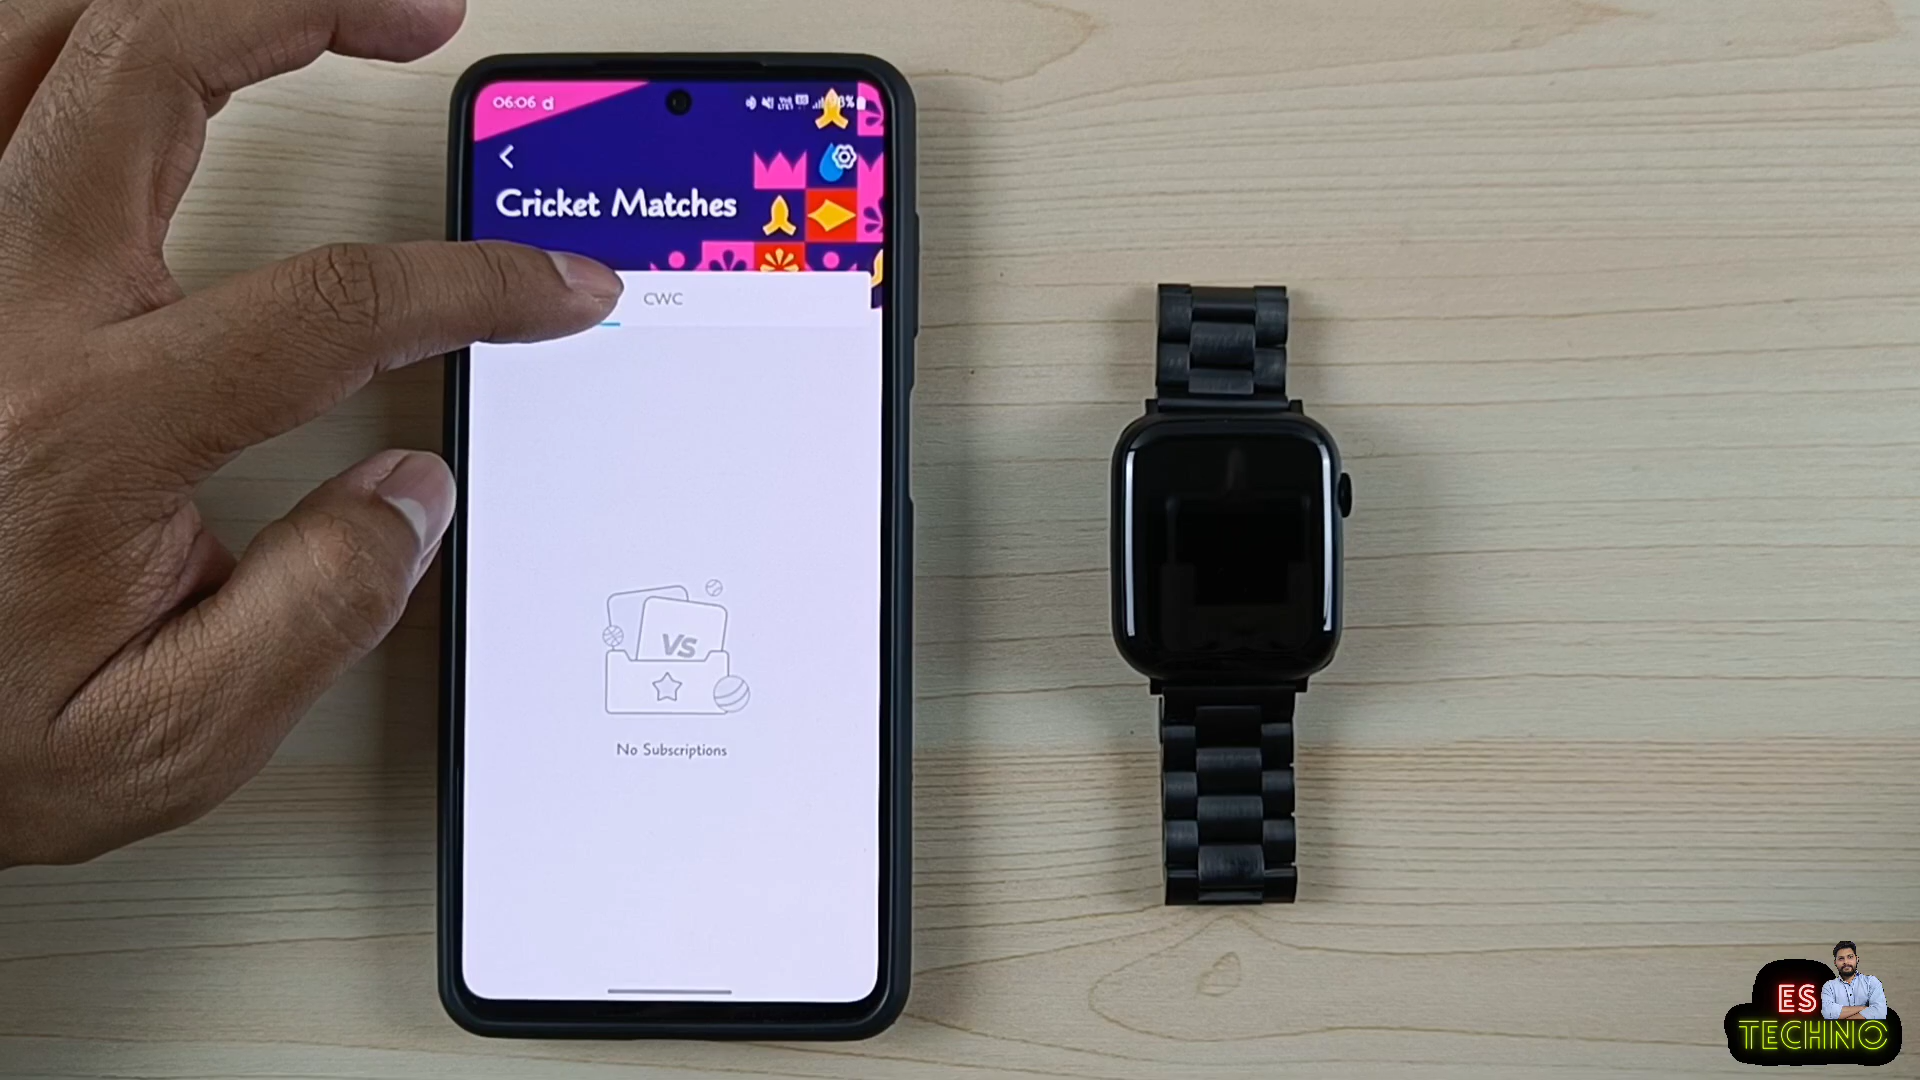 06:06 d
Cricket Matches
CWC
VS
No Subscriptions
ES
TECHNO